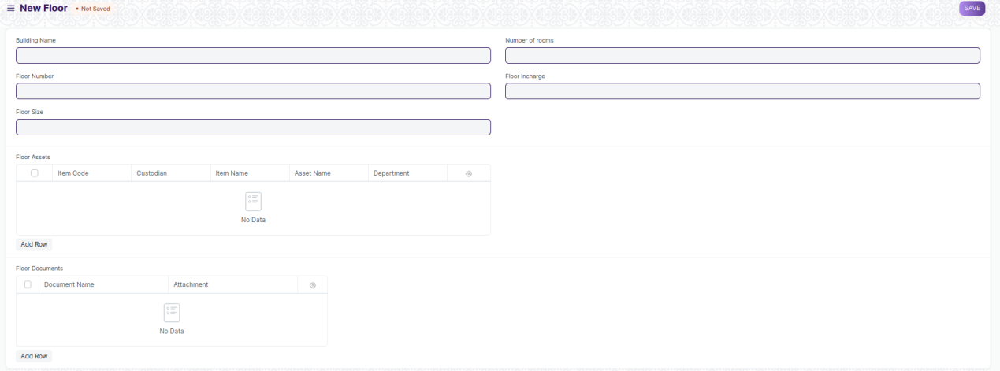 New Floor • Not Saved SAVE
Building Name
Number of rooms
Floor Number
Floor Incharge
Floor Size
Floor Assets
Item Code Custodian Item Name Asset Name Department
No Data
Add Row
Floor Documents
Document Name Attachment
No Data
Add Row